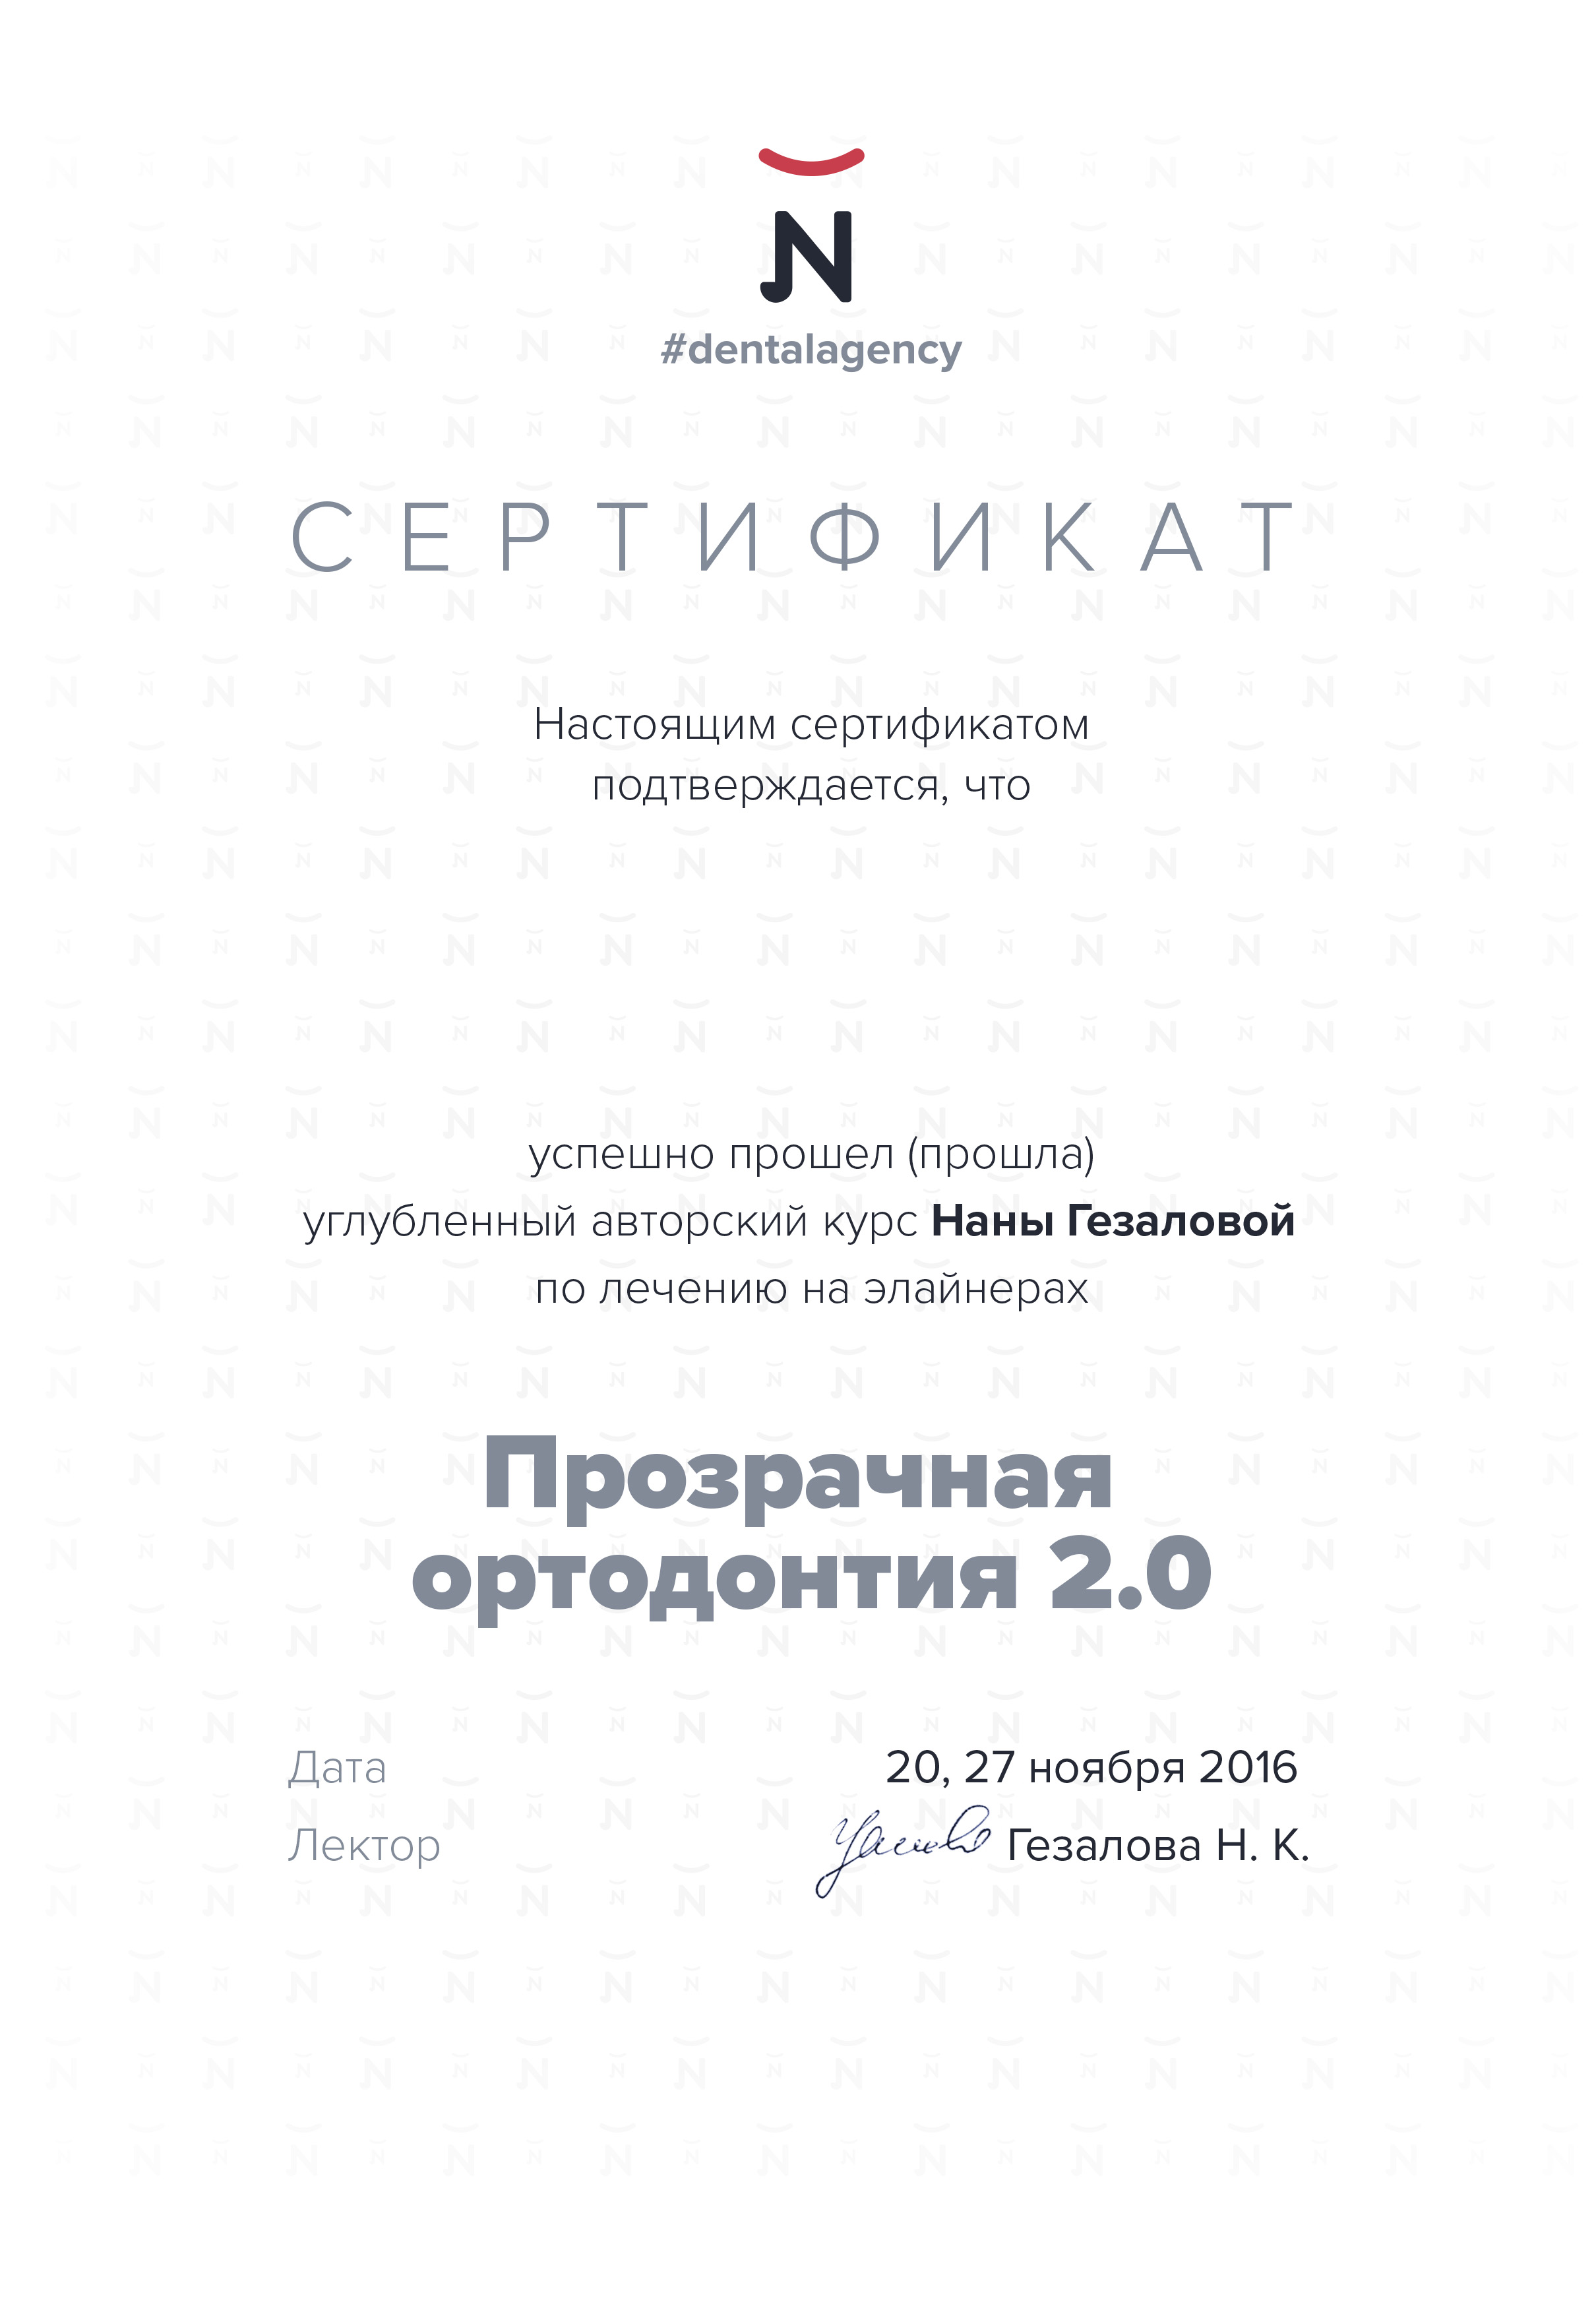 N
#dentalagency
СЕРТИФИКАТ
Настоящим сертификатом
подтверждается, что
успешно прошел (прошла)
углубленный авторский курс Наны Гезаловой
по лечению на элайнерах
Прозрачная
ортодонтия 2.0
Дата 20, 27 ноября 2016
Лектор Гезалова Н. К.